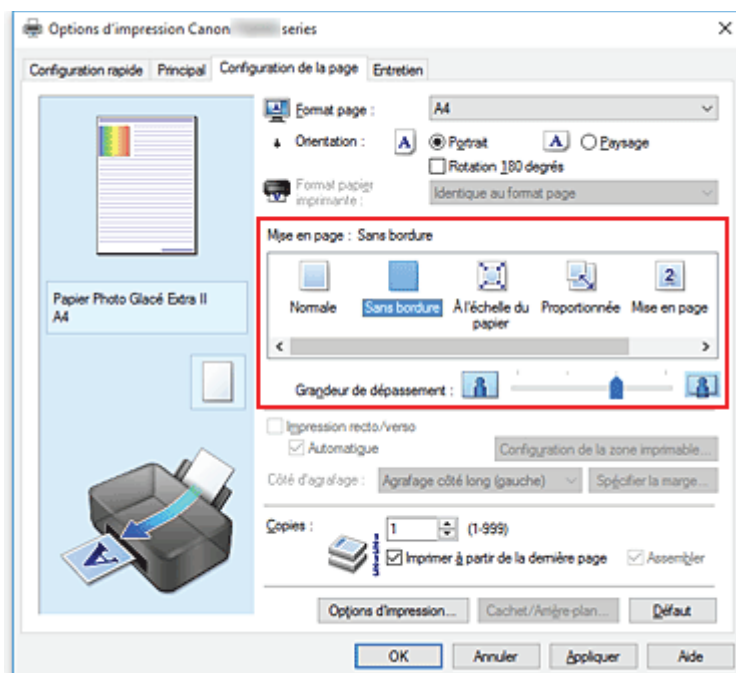 Options d'impression Canon series
Configuration rapide Principal Configuration de la page Entretien
Format page : A4
Orientation : A Portrait A Paysage
Rotation 180 degrés
Format papier imprimante : Identique au format page
Mise en page : Sans bordure
Normale Sans bordure À l'échelle du papier Proportionnée 2 Mise en page
Papier Photo Glacé Extra II
A4
Grandeur de dépassement :
Impression recto/verso
Automatique Configuration de la zone imprimable...
Côté d'agrafage : Agrafage côté long (gauche) Spécifier la marge...
Copies : 1 (1-999)
Imprimer à partir de la dernière page Assembler
A
Options d'impression... Cachet/Arrière-plan... Défaut
OK Annuler Appliquer Aide